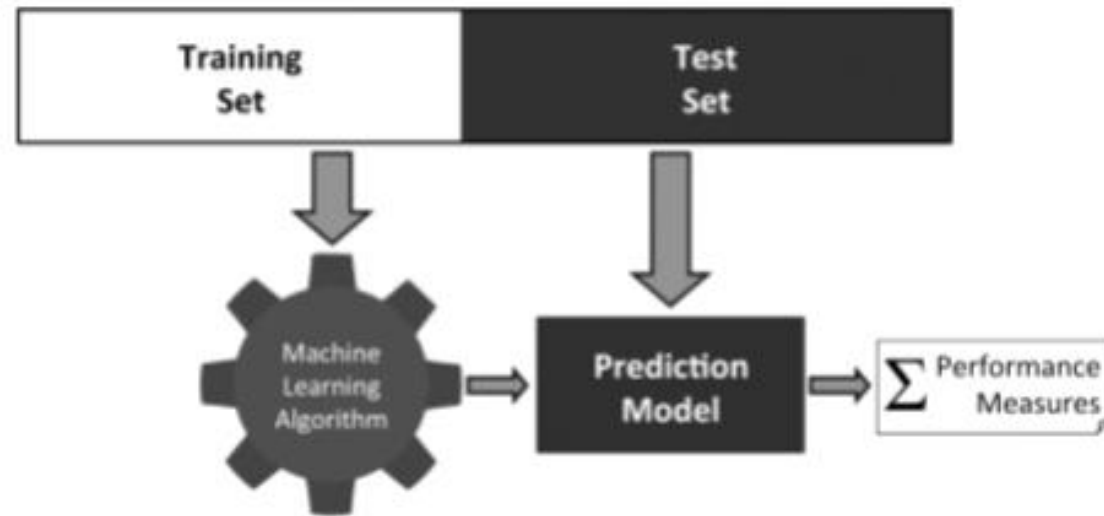 Training
Set
Test
Set
Machine
Learning
Algorithm
Prediction
Model
∑ Performance
Measures